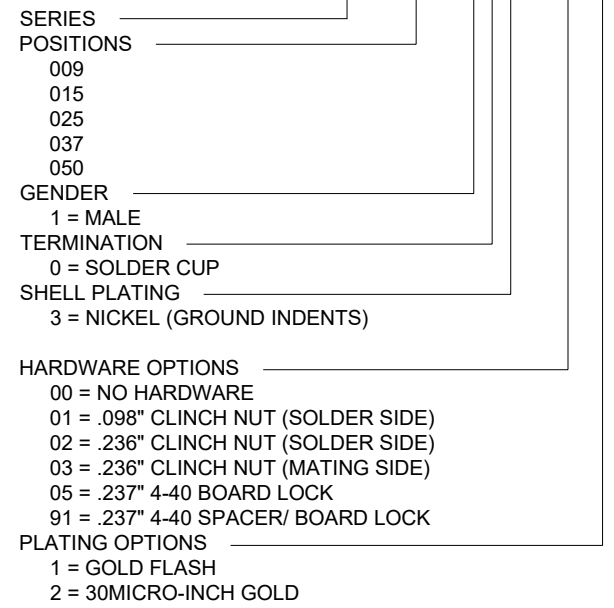 SERIES
POSITIONS
009
015
025
037
050
GENDER
1 = MALE
TERMINATION
0 = SOLDER CUP
SHELL PLATING
3 = NICKEL (GROUND INDENTS)
HARDWARE OPTIONS
00 = NO HARDWARE
01 = .098" CLINCH NUT (SOLDER SIDE)
02 = .236" CLINCH NUT (SOLDER SIDE)
03 = .236" CLINCH NUT (MATING SIDE)
05 = .237" 4-40 BOARD LOCK
91 = .237" 4-40 SPACER/ BOARD LOCK
PLATING OPTIONS
1 = GOLD FLASH
2 = 30MICRO-INCH GOLD